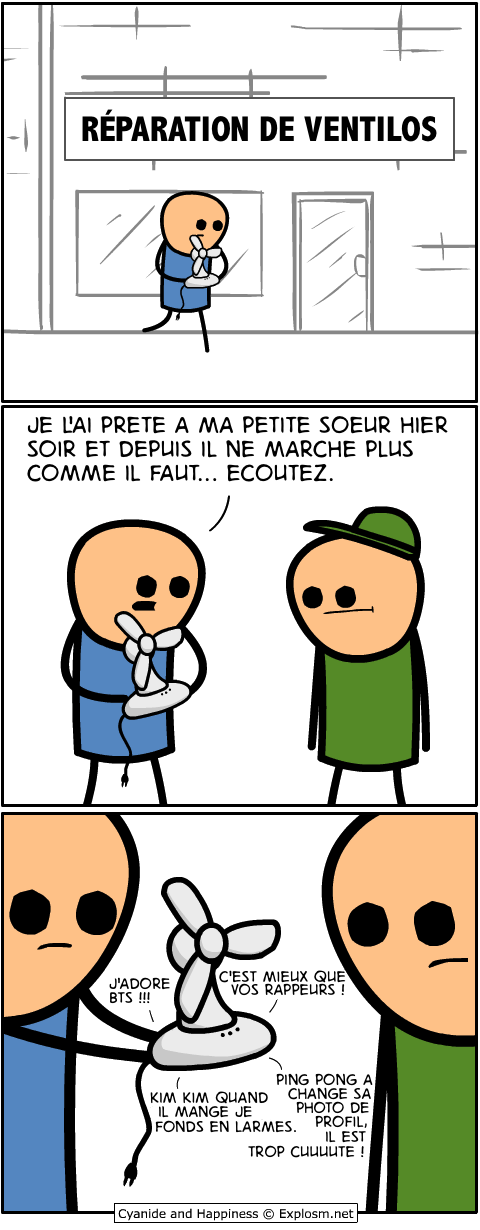 RÉPARATION DE VENTILOS
JE L'AI PRETE A MA PETITE SOEUR HIER
SOIR ET DEPUIS IL NE MARCHE PLUS
COMME IL FAUT... ECOUTEZ.
J'ADORE
BTS !!!
C'EST MIEUX QUE
VOS RAPPEURS !
KIM KIM QUAND
IL MANGE JE
FONDS EN LARMES.
PING PONG A
CHANGE SA
PHOTO DE
PROFIL,
IL EST
TROP CUUUUTE !
Cyanide and Happiness © Explosm.net